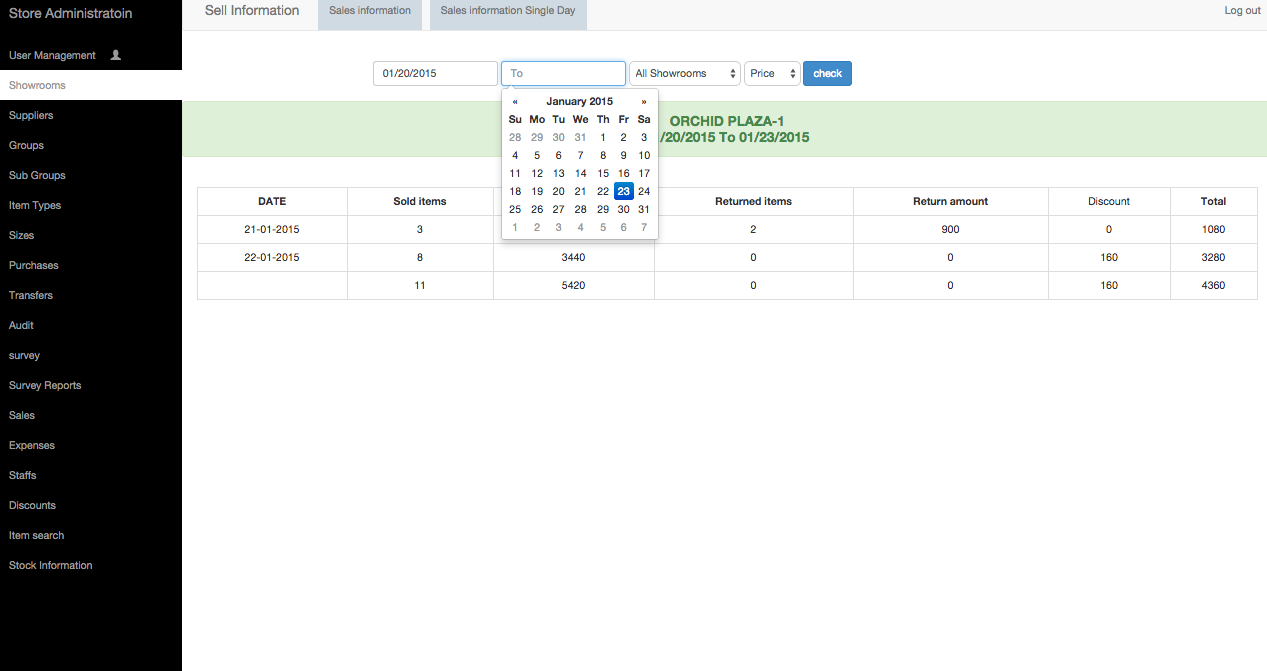 Store Administratoin
Sell Information
Sales information
Sales information Single Day
Log out
User Management
Showrooms
Suppliers
Groups
Sub Groups
Item Types
Sizes
Purchases
Transfers
Audit
survey
Survey Reports
Sales
Expenses
Staffs
Discounts
Item search
Stock Information
01/20/2015 To All Showrooms Price check
« January 2015 »
Su Mo Tu We Th Fr Sa
28 29 30 31 1 2 3
4 5 6 7 8 9 10
11 12 13 14 15 16 17
18 19 20 21 22 23 24
25 26 27 28 29 30 31
1 2 3 4 5 6 7
ORCHID PLAZA-1
/20/2015 To 01/23/2015
DATE Sold items Returned items Return amount Discount Total
21-01-2015 3 2 900 0 1080
22-01-2015 8 3440 0 0 160 3280
11 5420 0 0 160 4360